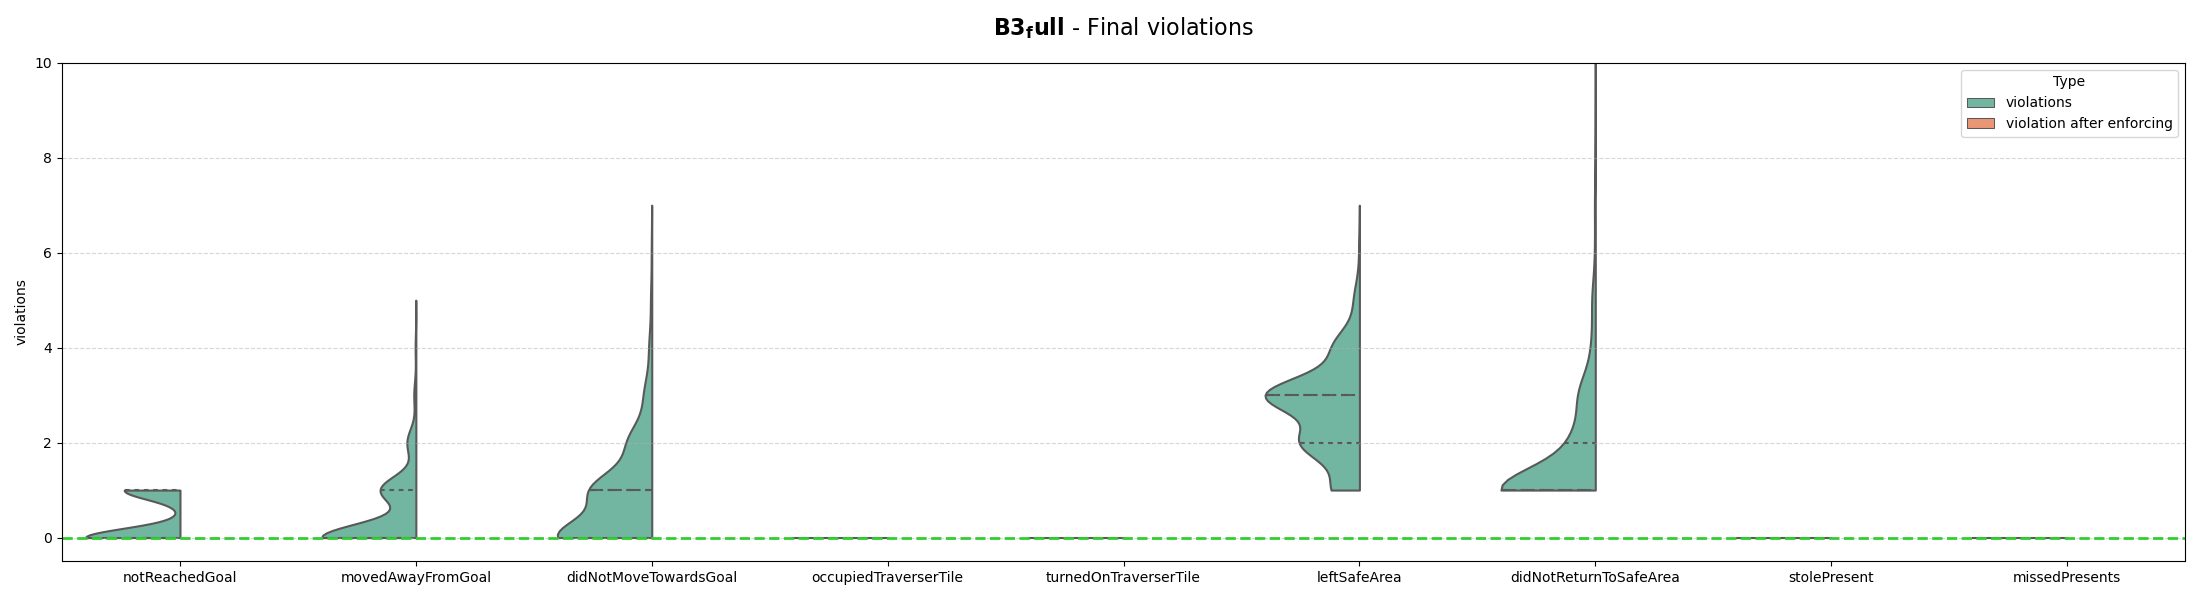 B3full - Final violations
10
8
6
4
2
0
violations
Type
violations
violation after enforcing
notReachedGoal movedAwayFromGoal didNotMoveTowardsGoal occupiedTraverserTile turnedOnTraverserTile leftSafeArea didNotReturnToSafeArea stolePresent missedPresents